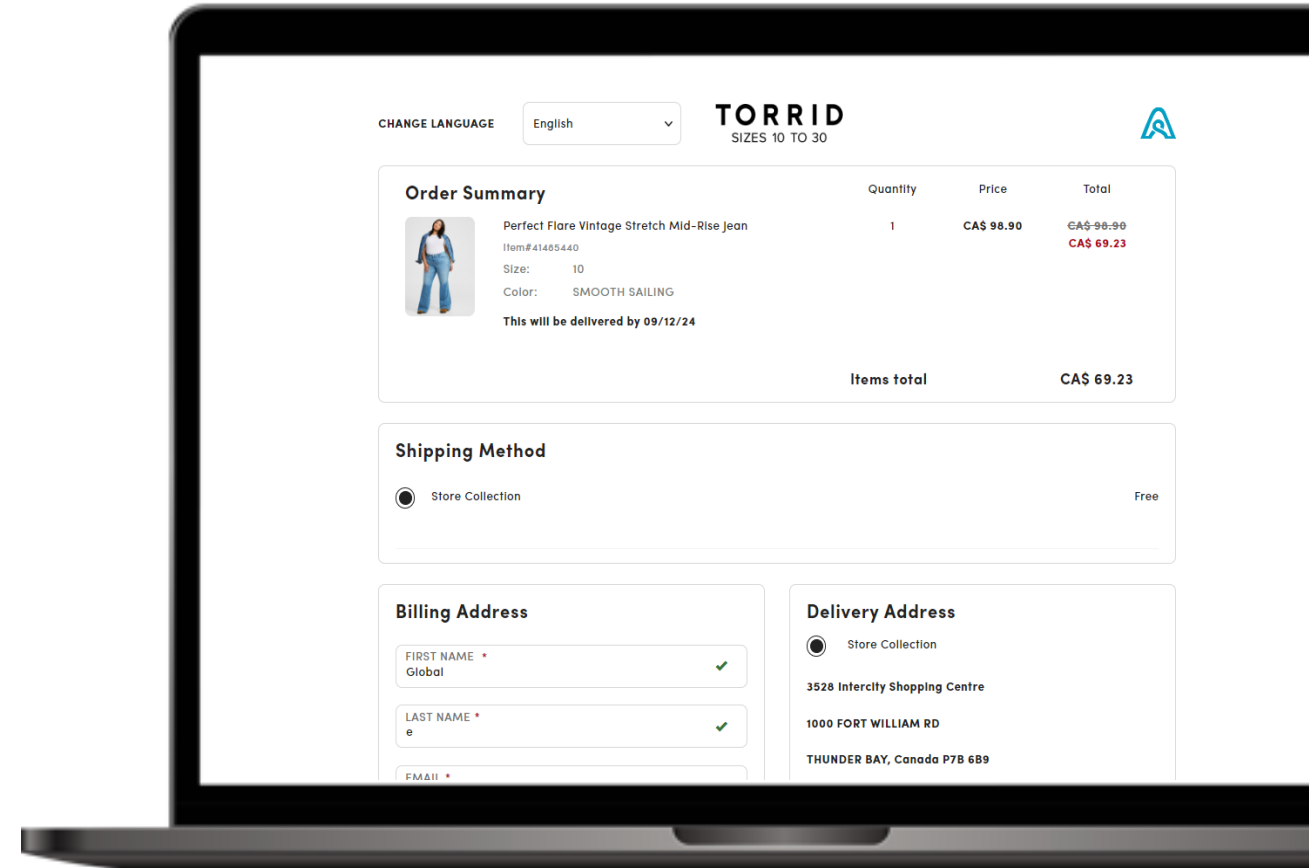 CHANGE LANGUAGE
English
TORRID
SIZES 10 TO 30
Order Summary
Quantity
Price
Total
Perfect Flare Vintage Stretch Mid-Rise Jean
1
CA$ 98.90
CA$ 98.90
CA$ 69.23
Item#41485440
Size: 10
Color: SMOOTH SAILING
This will be delivered by 09/12/24
Items total
CA$ 69.23
Shipping Method
Store Collection
Free
Billing Address
FIRST NAME *
Global
LAST NAME *
e
EMAIL *
Delivery Address
Store Collection
3528 Intercity Shopping Centre
1000 FORT WILLIAM RD
THUNDER BAY, Canada P7B 6B9